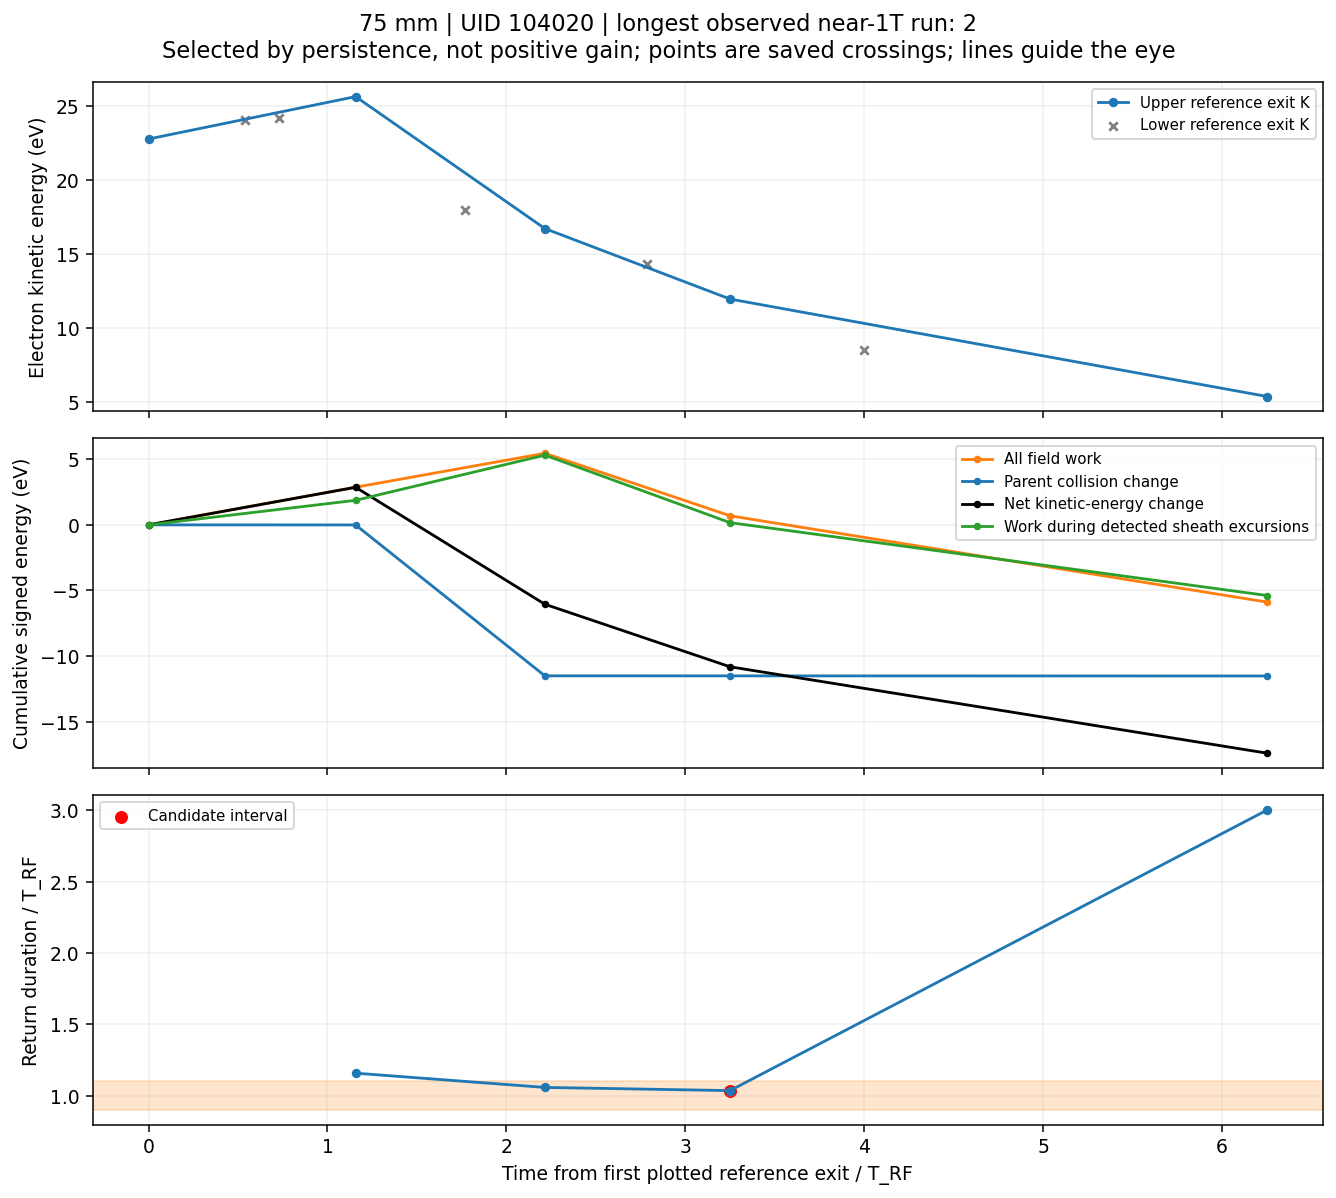 75 mm | UID 104020 | longest observed near-1T run: 2
Selected by persistence, not positive gain; points are saved crossings; lines guide the eye
Electron kinetic energy (eV)
25
20
15
10
5
Upper reference exit K
Lower reference exit K
Cumulative signed energy (eV)
5
0
−5
−10
−15
All field work
Parent collision change
Net kinetic-energy change
Work during detected sheath excursions
Return duration / T_RF
3.0
2.5
2.0
1.5
1.0
Candidate interval
0 1 2 3 4 5 6
Time from first plotted reference exit / T_RF